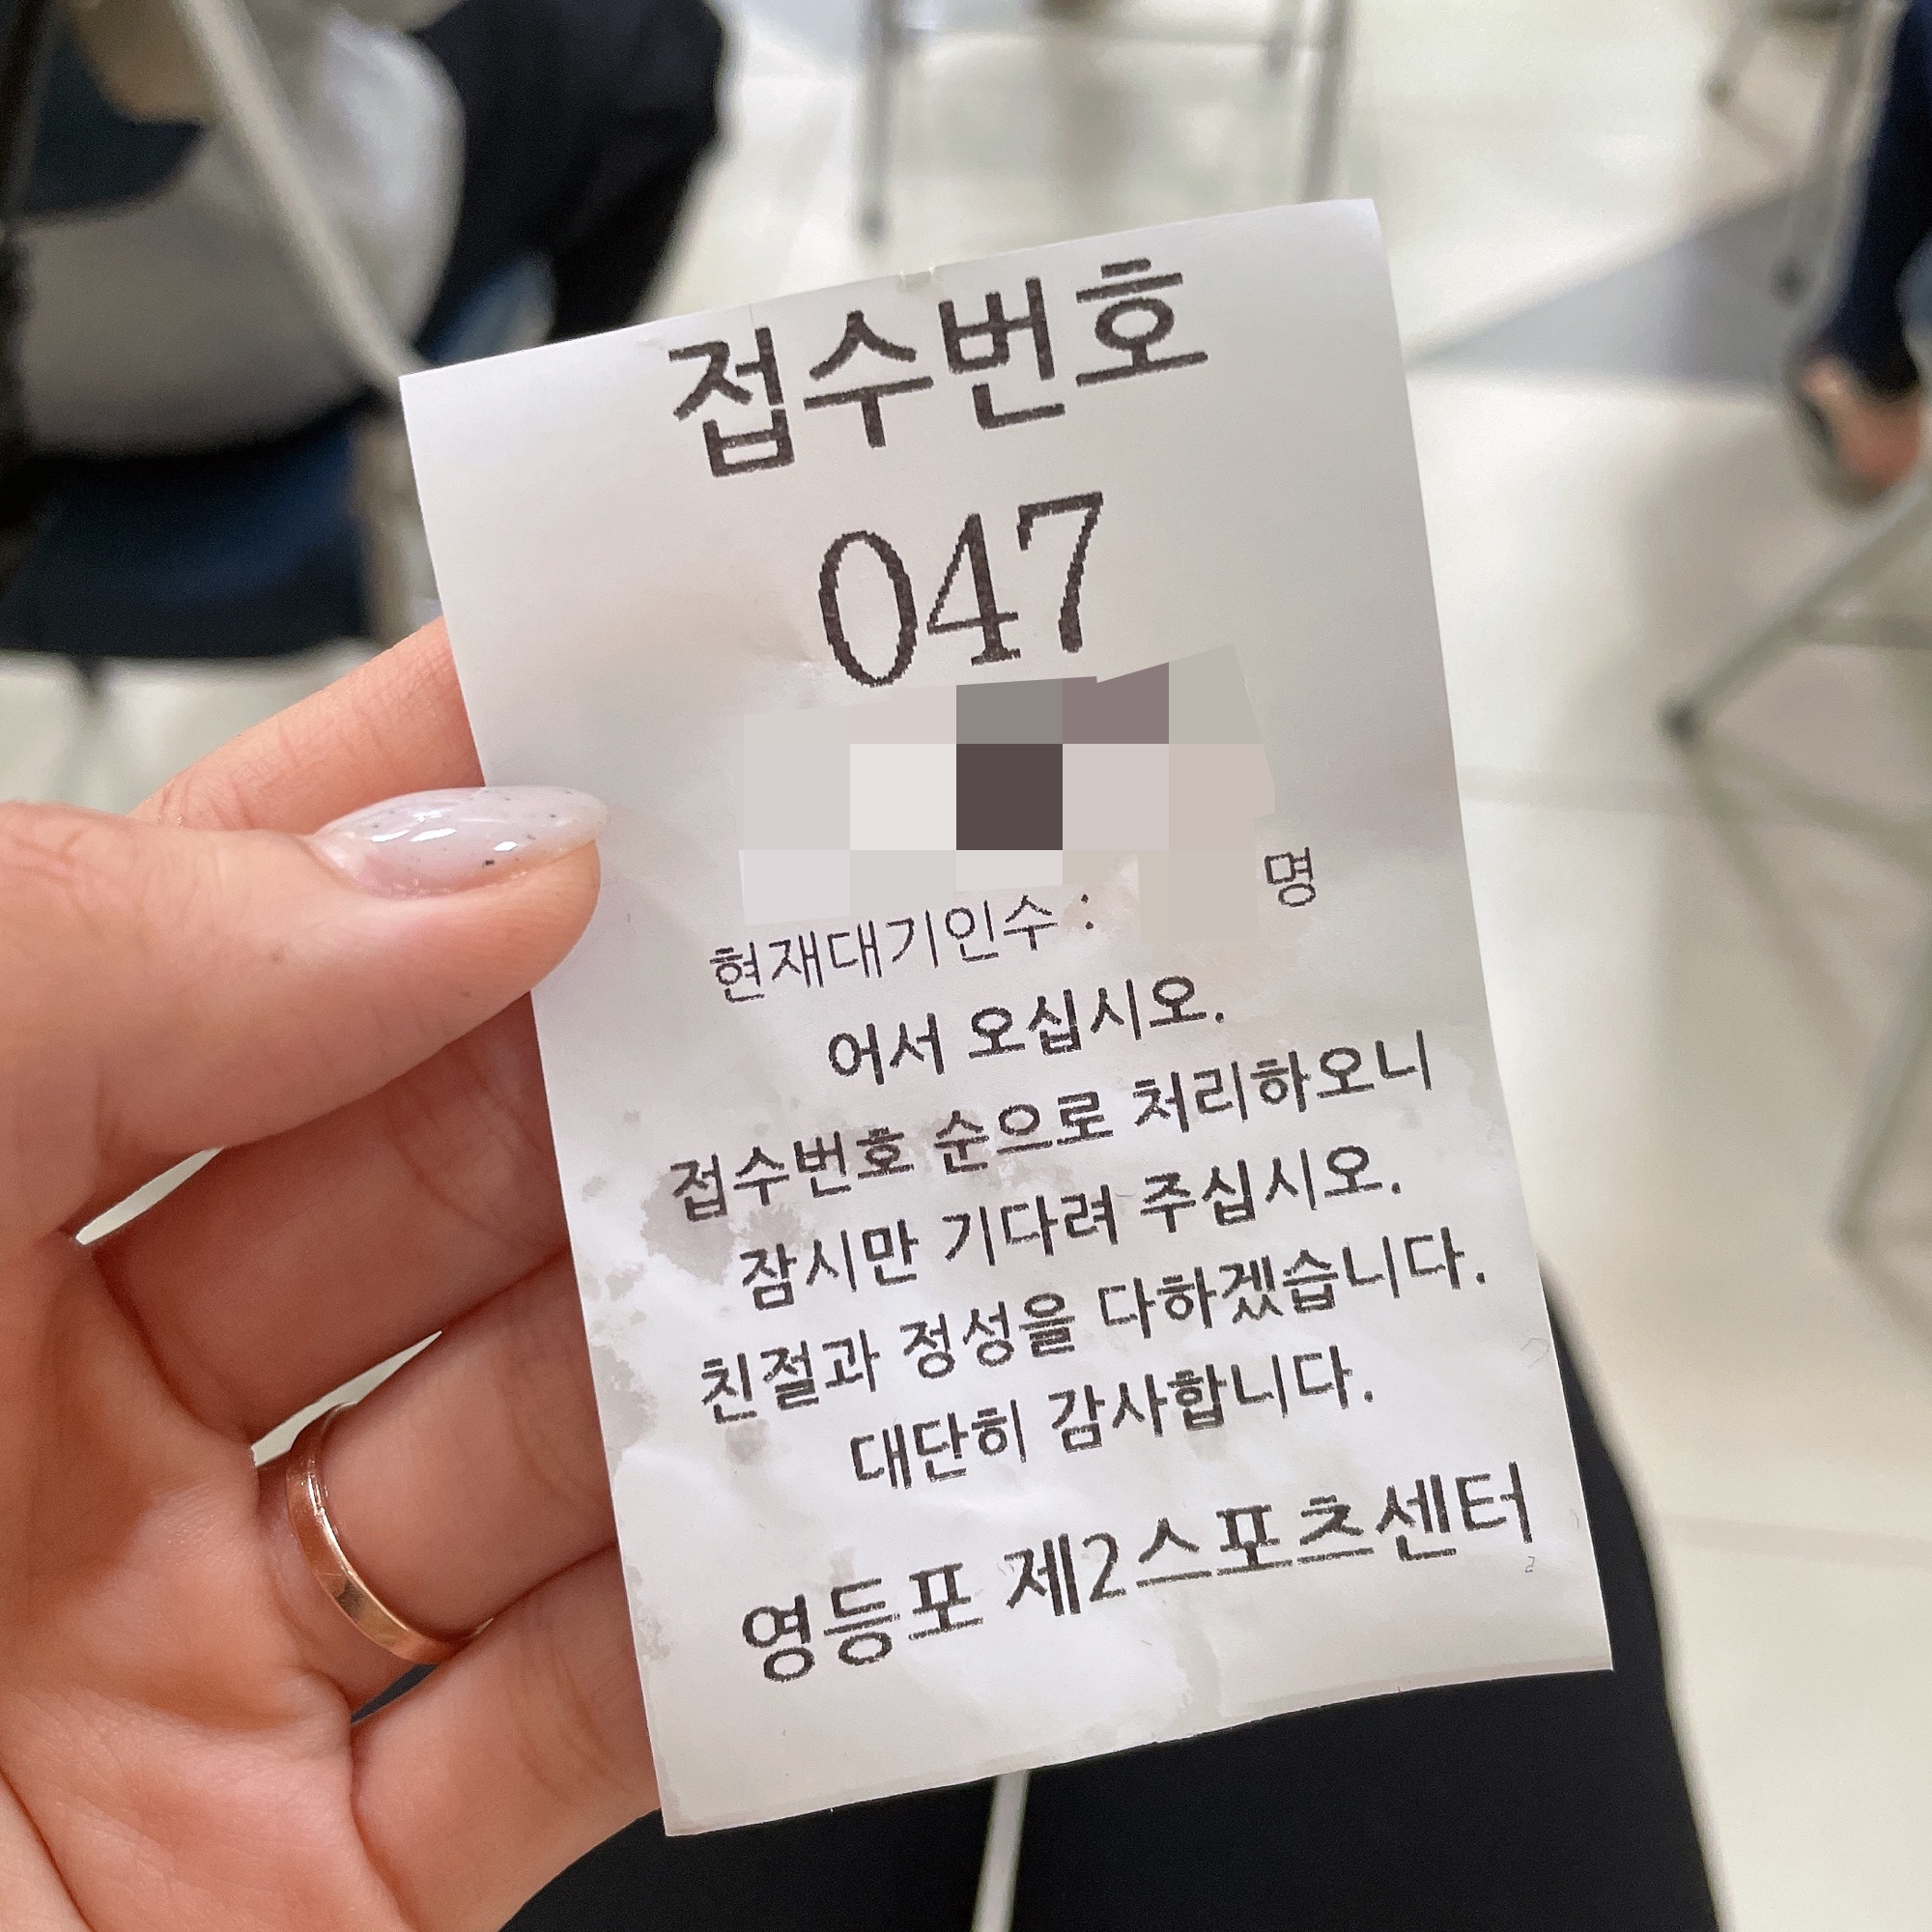 접수번호
047
현재대기인수 : 명
어서 오십시오.
접수번호 순으로 처리하오니
잠시만 기다려 주십시오.
친절과 정성을 다하겠습니다.
대단히 감사합니다.
영등포 제2스포츠센터